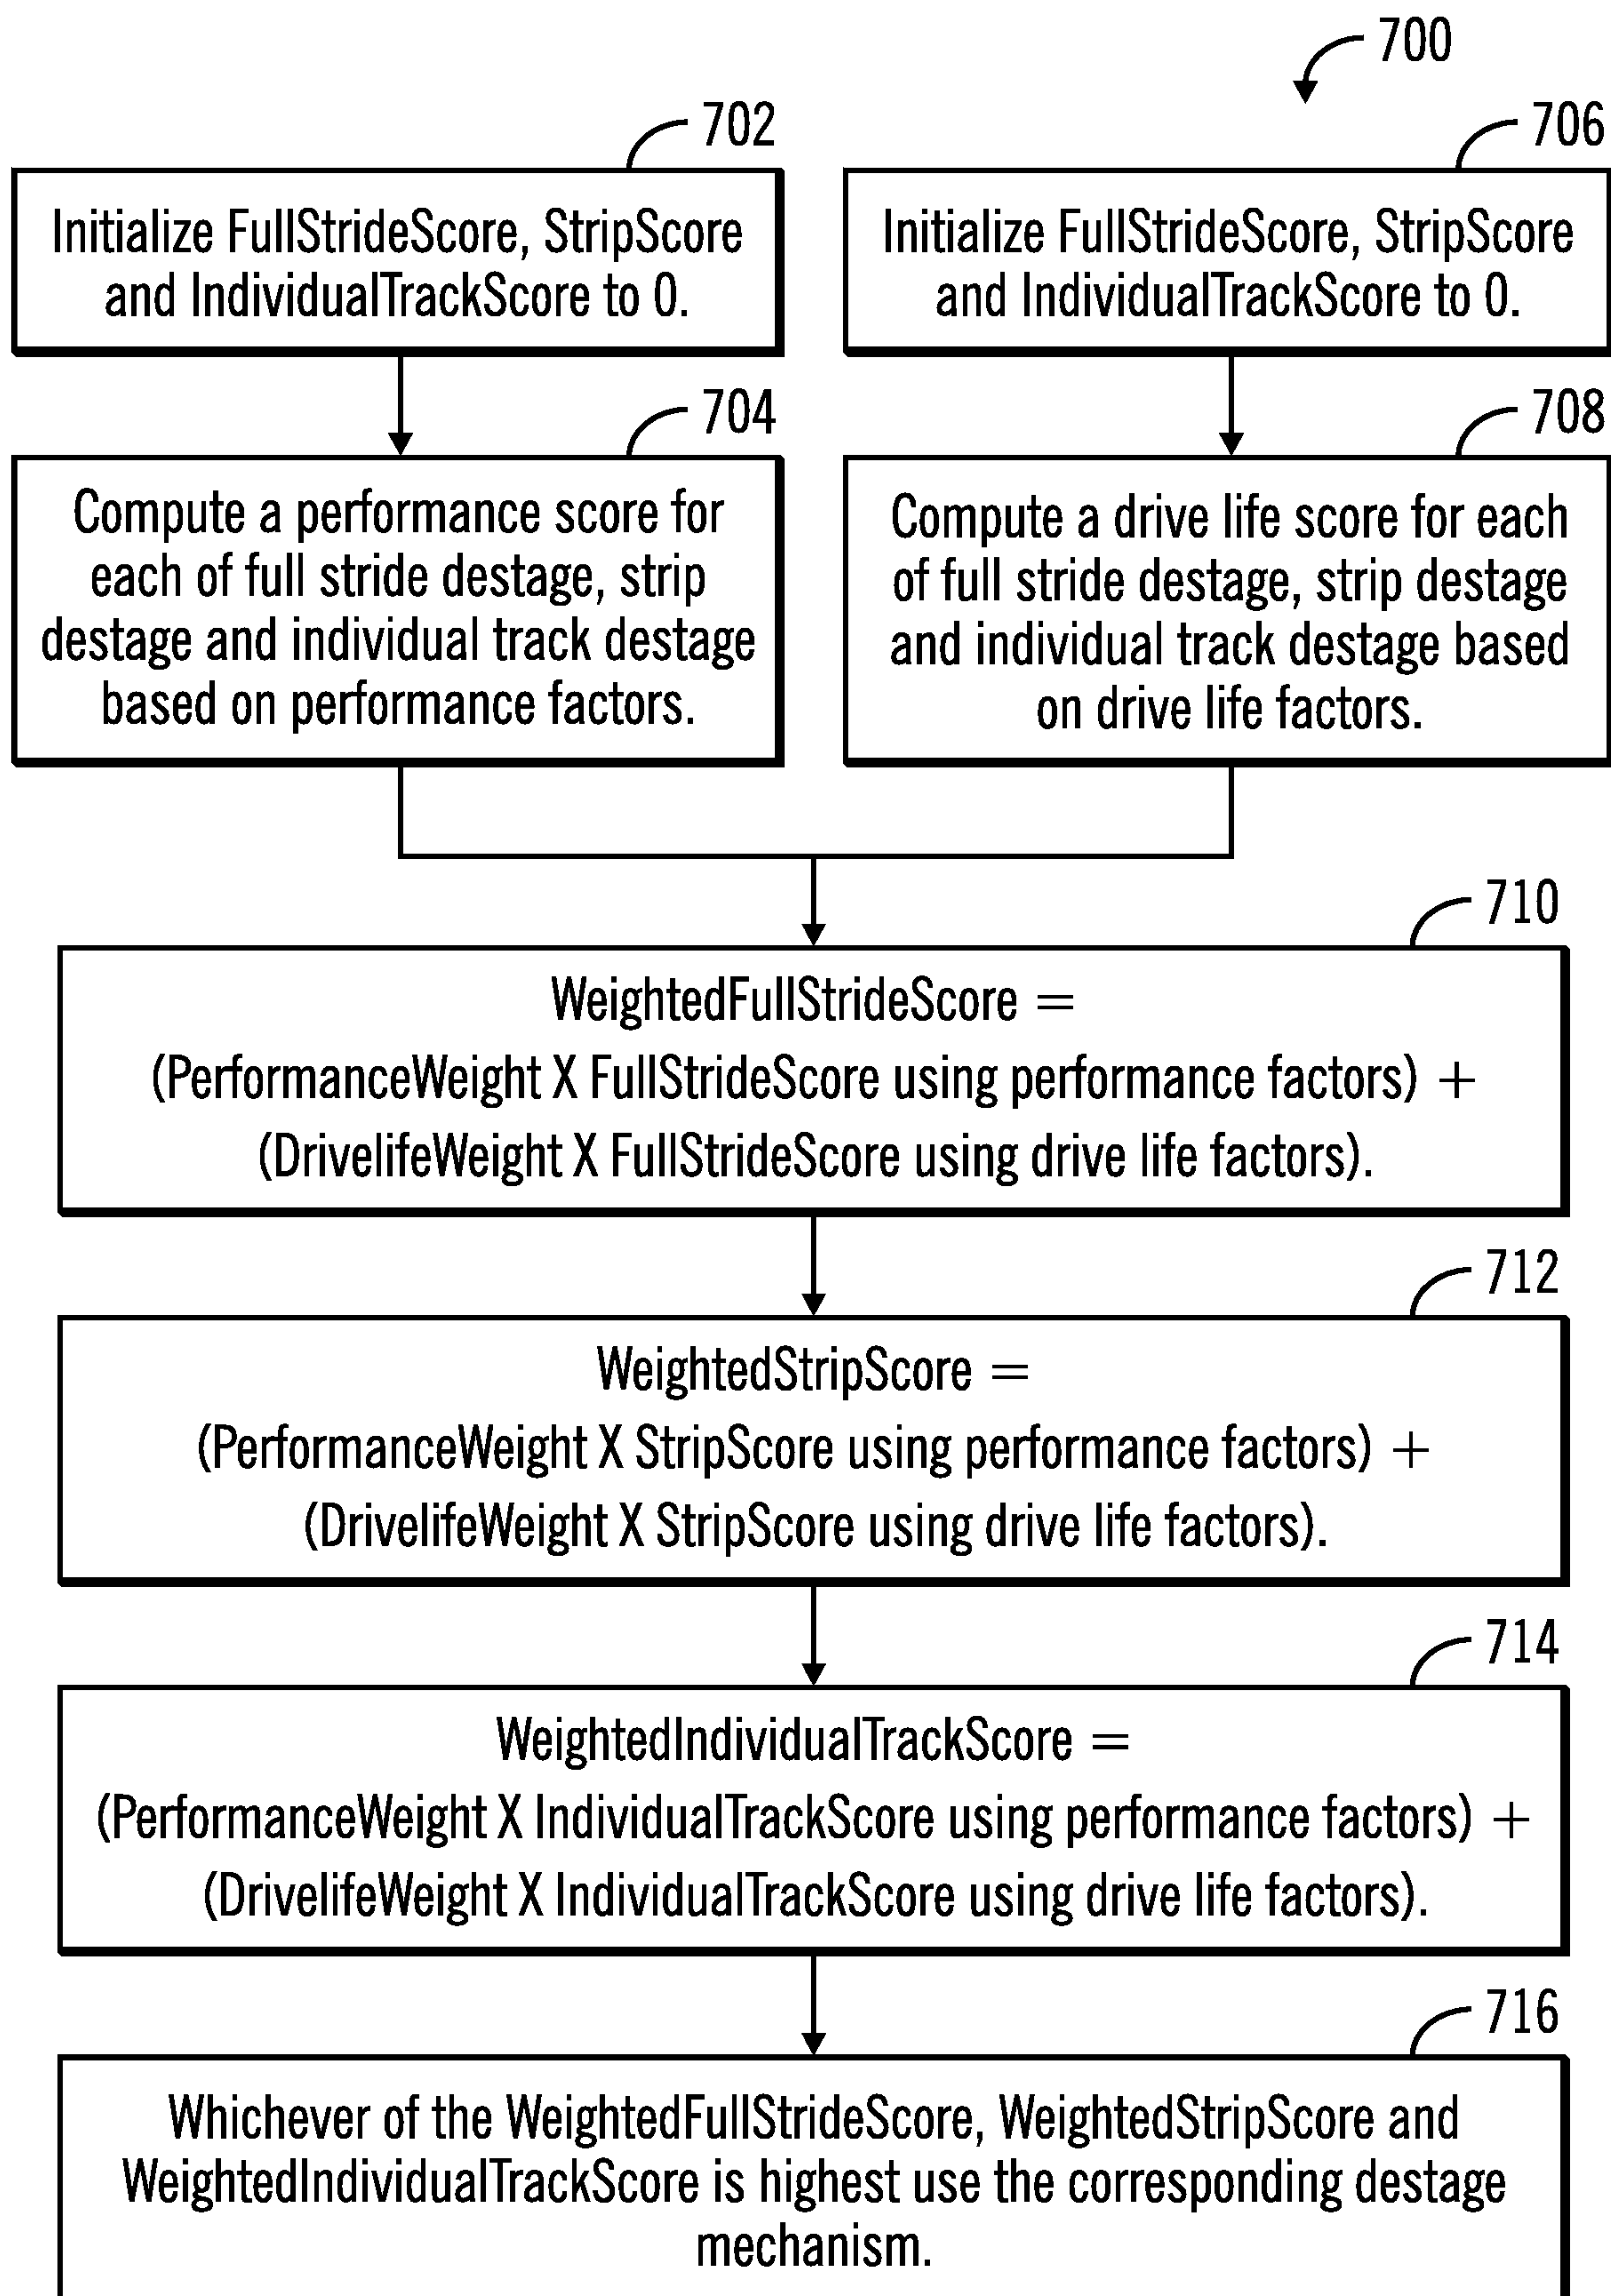 700
702
Initialize FullStrideScore, StripScore
and IndividualTrackScore to 0.
706
Initialize FullStrideScore, StripScore
and IndividualTrackScore to 0.
704
Compute a performance score for
each of full stride destage, strip
destage and individual track destage
based on performance factors.
708
Compute a drive life score for each
of full stride destage, strip destage
and individual track destage based
on drive life factors.
710
WeightedFullStrideScore =
(PerformanceWeight X FullStrideScore using performance factors) +
(DrivelifeWeight X FullStrideScore using drive life factors).
712
WeightedStripScore =
(PerformanceWeight X StripScore using performance factors) +
(DrivelifeWeight X StripScore using drive life factors).
714
WeightedIndividualTrackScore =
(PerformanceWeight X IndividualTrackScore using performance factors) +
(DrivelifeWeight X IndividualTrackScore using drive life factors).
716
Whichever of the WeightedFullStrideScore, WeightedStripScore and
WeightedIndividualTrackScore is highest use the corresponding destage
mechanism.